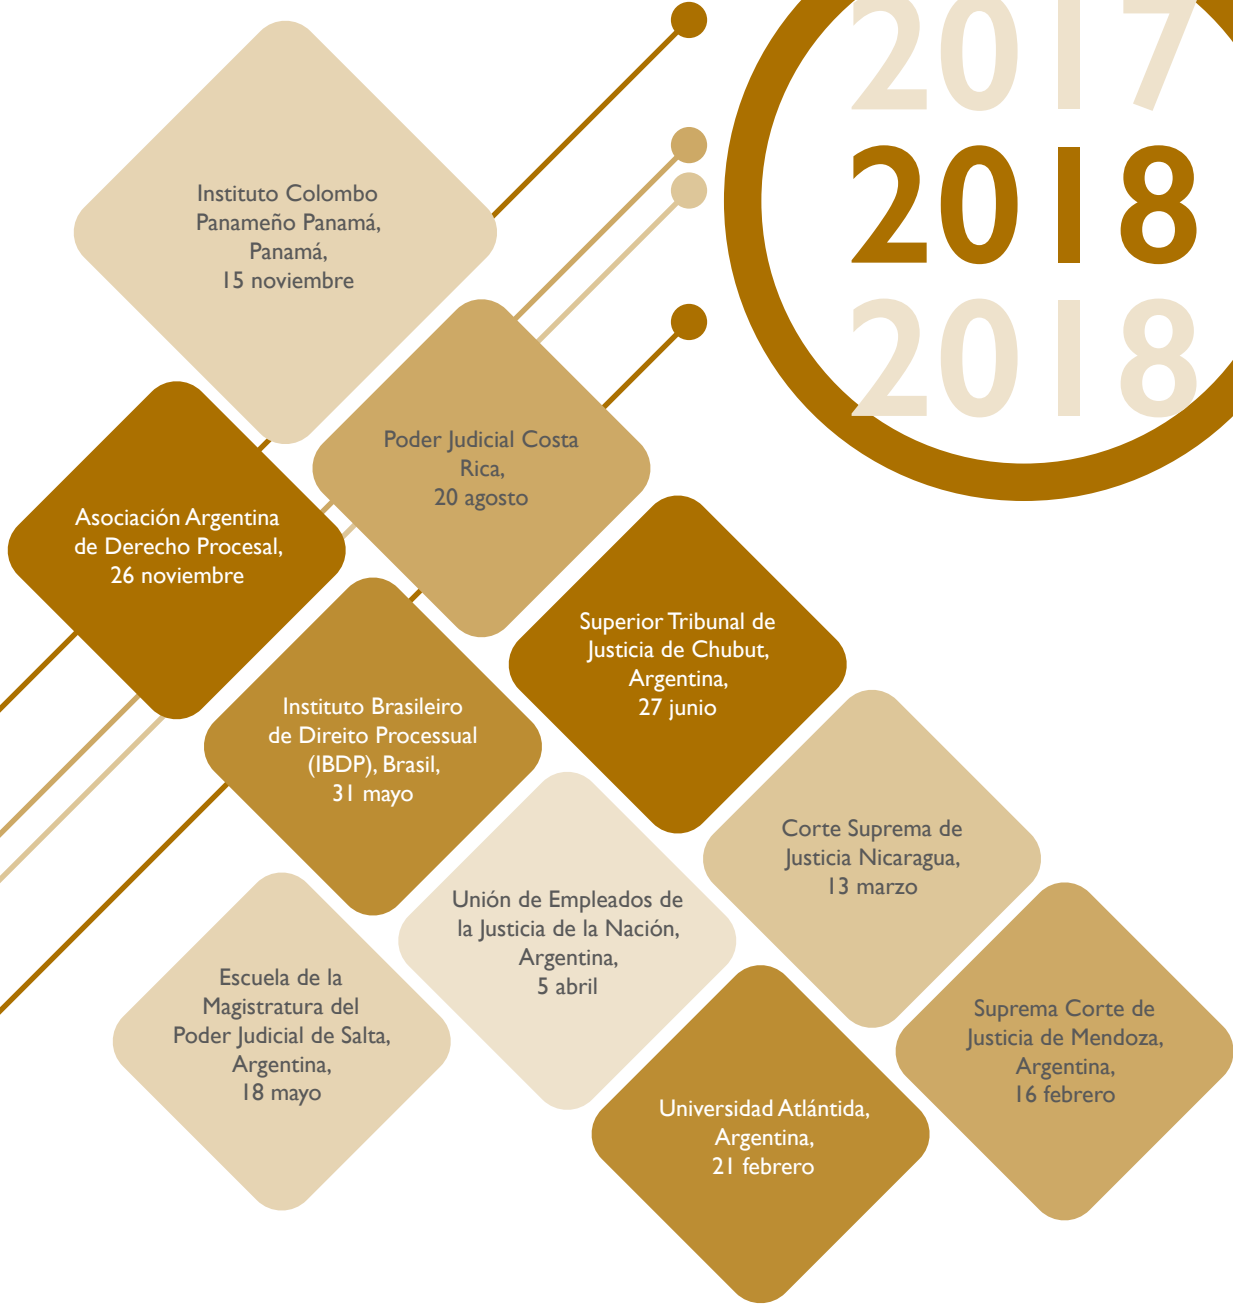 2017
2018
2018
Instituto Colombo
Panameño Panamá,
Panamá,
15 noviembre
Poder Judicial Costa
Rica,
20 agosto
Asociación Argentina
de Derecho Procesal,
26 noviembre
Superior Tribunal de
Justicia de Chubut,
Argentina,
27 junio
Instituto Brasileiro
de Direito Processual
(IBDP), Brasil,
31 mayo
Corte Suprema de
Justicia Nicaragua,
13 marzo
Unión de Empleados de
la Justicia de la Nación,
Argentina,
5 abril
Escuela de la
Magistratura del
Poder Judicial de Salta,
Argentina,
18 mayo
Suprema Corte de
Justicia de Mendoza,
Argentina,
16 febrero
Universidad Atlántida,
Argentina,
21 febrero